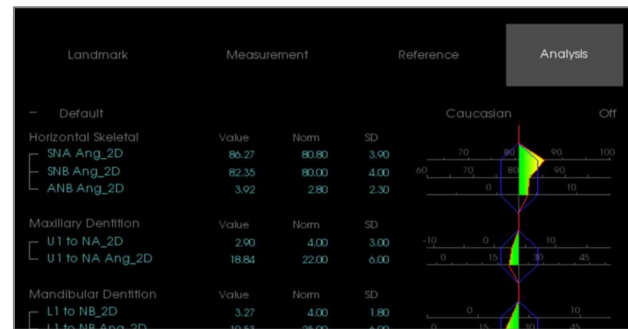 Landmark Measurement Reference Analysis
– Default Caucasian Off
Horizontal Skeletal Value Norm SD
SNA Ang_2D 86.27 80.80 3.90 70 80 90 100
SNB Ang_2D 82.35 80.00 4.00 60 70 80 90
ANB Ang_2D 3.92 2.80 2.30 0 10
Maxillary Dentition Value Norm SD
U1 to NA_2D 2.90 4.00 3.00 -10 0 10
U1 to NA Ang_2D 18.84 22.00 6.00 0 15 30 45
Mandibular Dentition Value Norm SD
L1 to NB_2D 3.27 4.00 1.80 0 10
L1 to NB Ang_2D